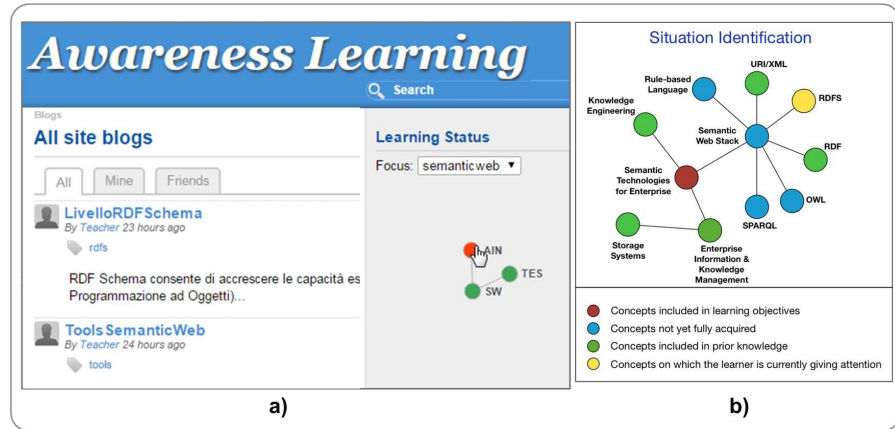 Awareness Learning
Search
Blogs
All site blogs
All
Mine
Friends
LivelloRDFSchema
By Teacher 23 hours ago
rdfs
RDF Schema consente di accrescere le capacità es
Programmazione ad Oggetti)...
ToolsSemanticWeb
By Teacher 24 hours ago
tools
Learning Status
Focus: semanticweb
AIN
TES
SW
a)
Situation Identification
URI/XML
Rule-based
Language
RDFS
Knowledge
Engineering
Semantic
Web Stack
RDF
Semantic
Technologies
for Enterprise
OWL
SPARQL
Storage
Systems
Enterprise
Information &
Knowledge
Management
Concepts included in learning objectives
Concepts not yet fully acquired
Concepts included in prior knowledge
Concepts on which the learner is currently giving attention
b)